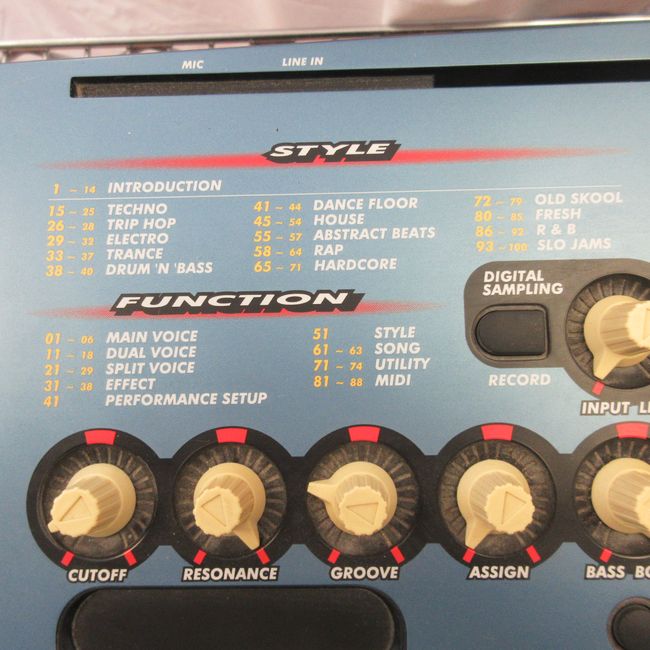 MIC LINE IN
STYLE
1 ~ 14 INTRODUCTION
15 ~ 25 TECHNO
26 ~ 28 TRIP HOP
29 ~ 32 ELECTRO
33 ~ 37 TRANCE
38 ~ 40 DRUM 'N 'BASS
41 ~ 44 DANCE FLOOR
45 ~ 54 HOUSE
55 ~ 57 ABSTRACT BEATS
58 ~ 64 RAP
65 ~ 71 HARDCORE
72 ~ 79 OLD SKOOL
80 ~ 85 FRESH
86 ~ 92 R & B
93 ~ 100 SLO JAMS
FUNCTION
01 ~ 06 MAIN VOICE
11 ~ 18 DUAL VOICE
21 ~ 29 SPLIT VOICE
31 ~ 38 EFFECT
41 PERFORMANCE SETUP
51 STYLE
61 ~ 63 SONG
71 ~ 74 UTILITY
81 ~ 88 MIDI
DIGITAL
SAMPLING
RECORD
INPUT
CUTOFF RESONANCE GROOVE ASSIGN BASS